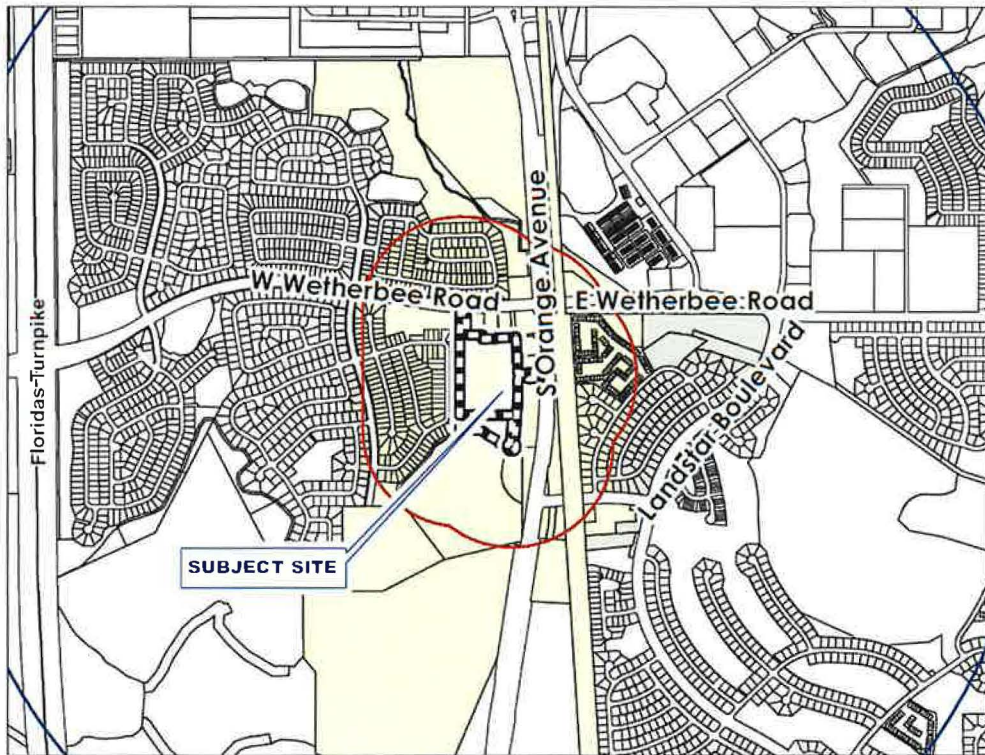 S Orange Avenue
W Wetherbee Road
E Wetherbee Road
Floridas-Turnpike
Landstar Boulevard
SUBJECT SITE